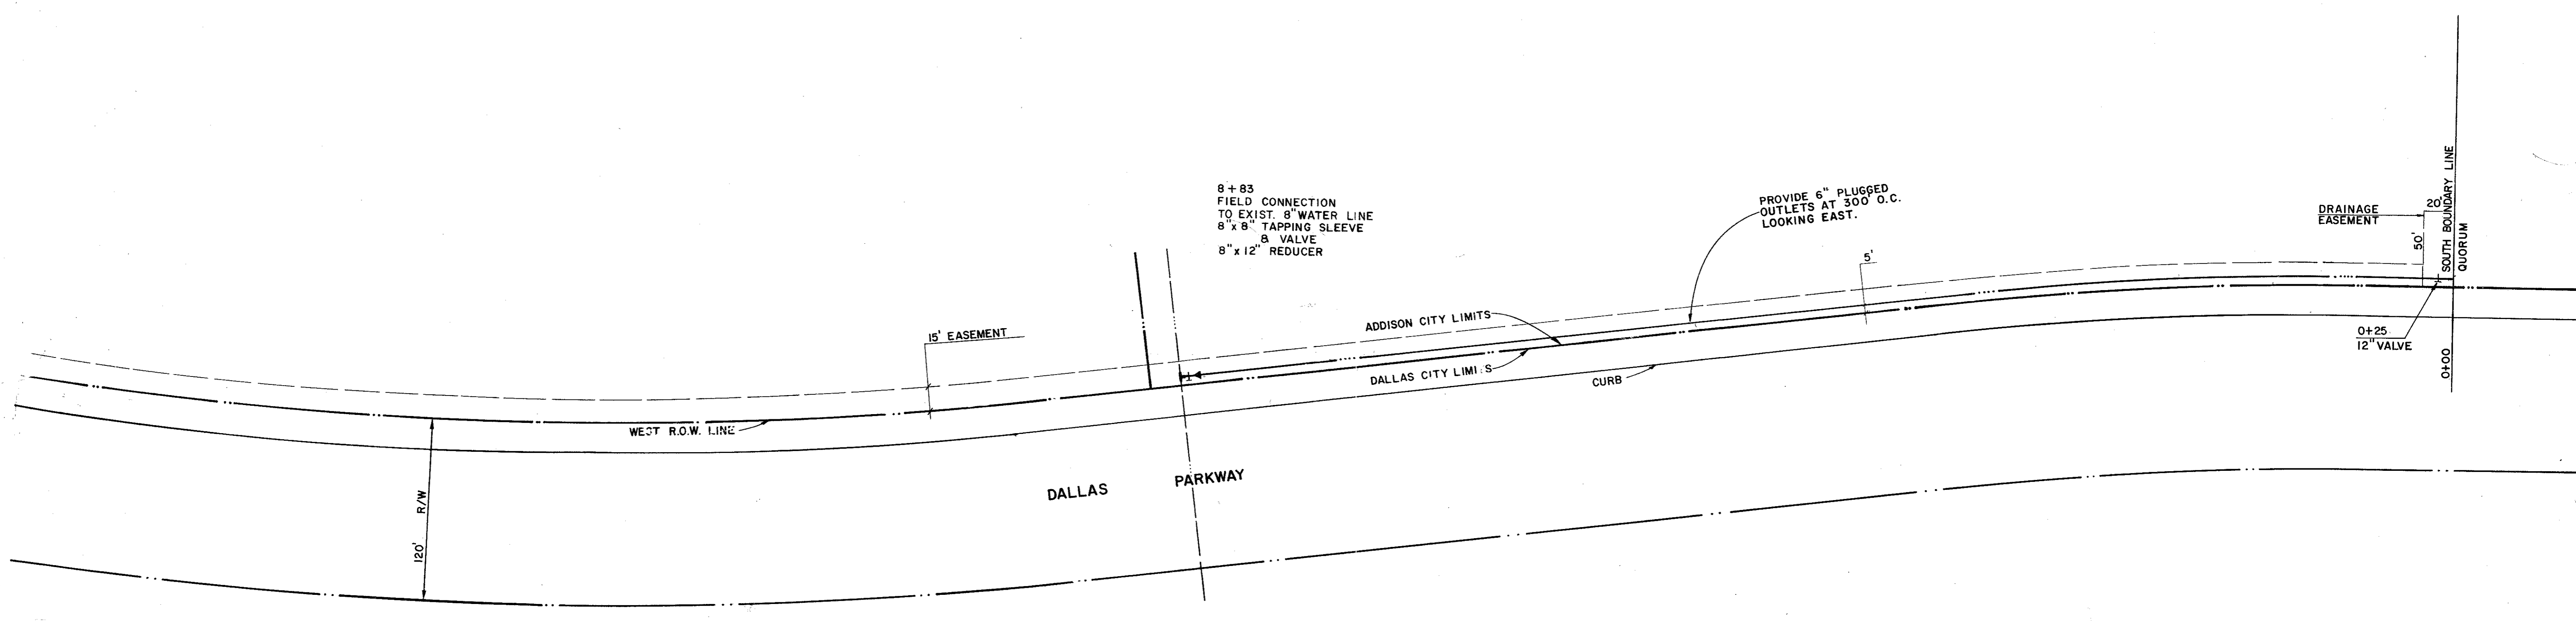 8+83
FIELD CONNECTION
TO EXIST. 8" WATER LINE
8"x 8" TAPPING SLEEVE
& VALVE
8"x 12" REDUCER
PROVIDE 6" PLUGGED
OUTLETS AT 300' O.C.
LOOKING EAST.
DRAINAGE
EASEMENT
20'
50'
SOUTH BOUNDARY LINE
QUORUM
5'
15' EASEMENT
ADDISON CITY LIMITS
DALLAS CITY LIMITS
CURB
0+25
12" VALVE
0+00
WEST R.O.W. LINE
DALLAS PARKWAY
120' R/W